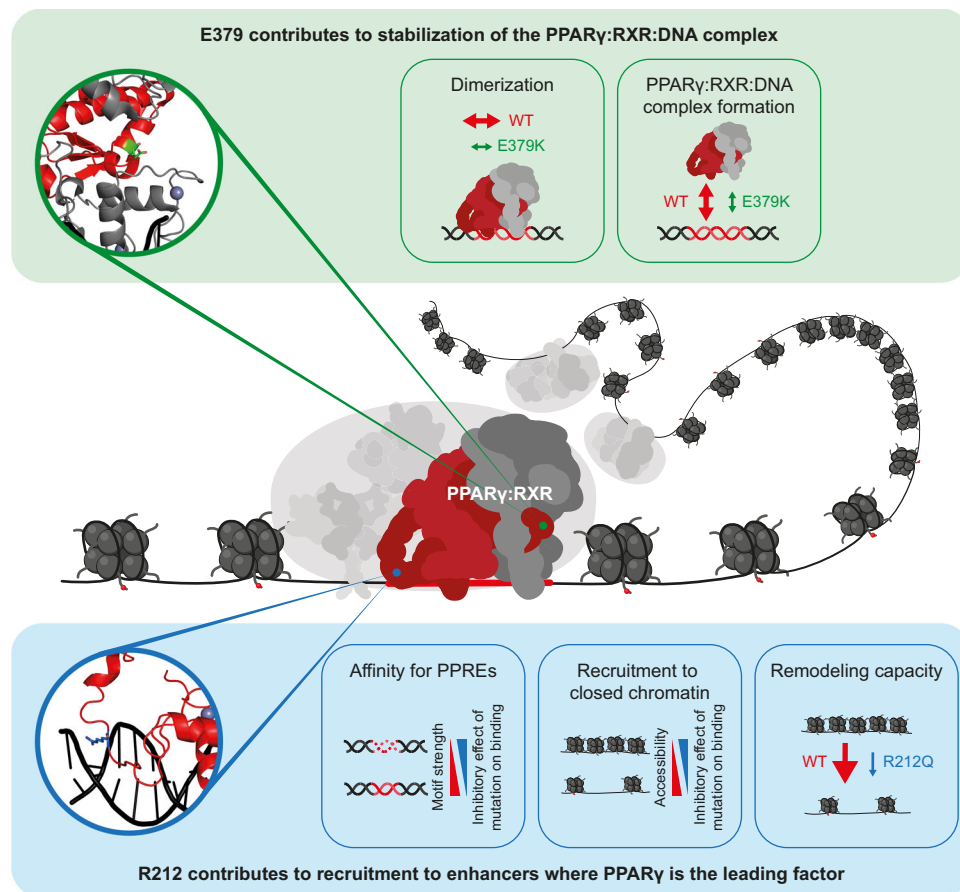 E379 contributes to stabilization of the PPARγ:RXR:DNA complex
Dimerization
WT
E379K
PPARγ:RXR:DNA
complex formation
WT
E379K
PPARγ:RXR
Affinity for PPREs
Motif strength
Inhibitory effect of
mutation on binding
Recruitment to
closed chromatin
Accessibility
Inhibitory effect of
mutation on binding
Remodeling capacity
WT
R212Q
R212 contributes to recruitment to enhancers where PPARγ is the leading factor